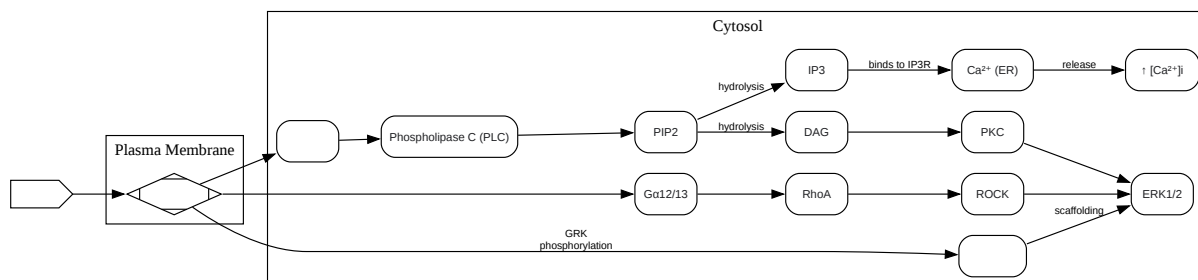 Cytosol
IP3
binds to IP3R
Ca²⁺ (ER)
release
↑ [Ca²⁺]i
hydrolysis
Phospholipase C (PLC)
PIP2
hydrolysis
DAG
PKC
Plasma Membrane
Gα12/13
RhoA
ROCK
ERK1/2
scaffolding
GRK
phosphorylation